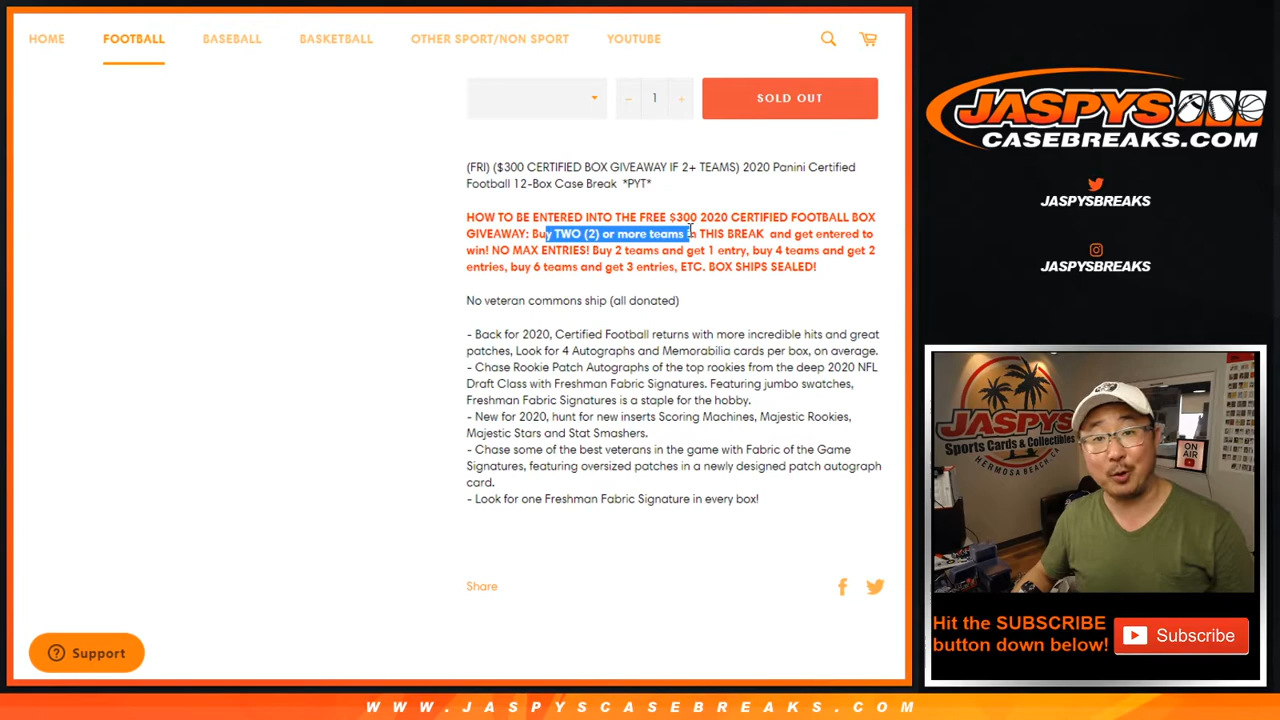 HOME FOOTBALL BASEBALL BASKETBALL OTHER SPORT/NON SPORT YOUTUBE
1 SOLD OUT
(FRI) ($300 CERTIFIED BOX GIVEAWAY IF 2+ TEAMS) 2020 Panini Certified
Football 12-Box Case Break *PYT*
HOW TO BE ENTERED INTO THE FREE $300 2020 CERTIFIED FOOTBALL BOX
GIVEAWAY: Buy TWO (2) or more teams in THIS BREAK and get entered to
win! NO MAX ENTRIES! Buy 2 teams and get 1 entry, buy 4 teams and get 2
entries, buy 6 teams and get 3 entries, ETC. BOX SHIPS SEALED!
No veteran commons ship (all donated)
- Back for 2020, Certified Football returns with more incredible hits and great
patches, Look for 4 Autographs and Memorabilia cards per box, on average.
- Chase Rookie Patch Autographs of the top rookies from the deep 2020 NFL
Draft Class with Freshman Fabric Signatures. Featuring jumbo swatches,
Freshman Fabric Signatures is a staple for the hobby.
- New for 2020, hunt for new inserts Scoring Machines, Majestic Rookies,
Majestic Stars and Stat Smashers.
- Chase some of the best veterans in the game with Fabric of the Game
Signatures, featuring oversized patches in a newly designed patch autograph
card.
- Look for one Freshman Fabric Signature in every box!
Share
Support
JASPYS
CASEBREAKS.COM
JASPYSBREAKS
JASPYSBREAKS
JASPYS
Sports Cards & Collectibles
HERMOSA BEACH, CA
ON AIR
Hit the SUBSCRIBE
button down below!
Subscribe
WWW.JASPYSCASEBREAKS.COM